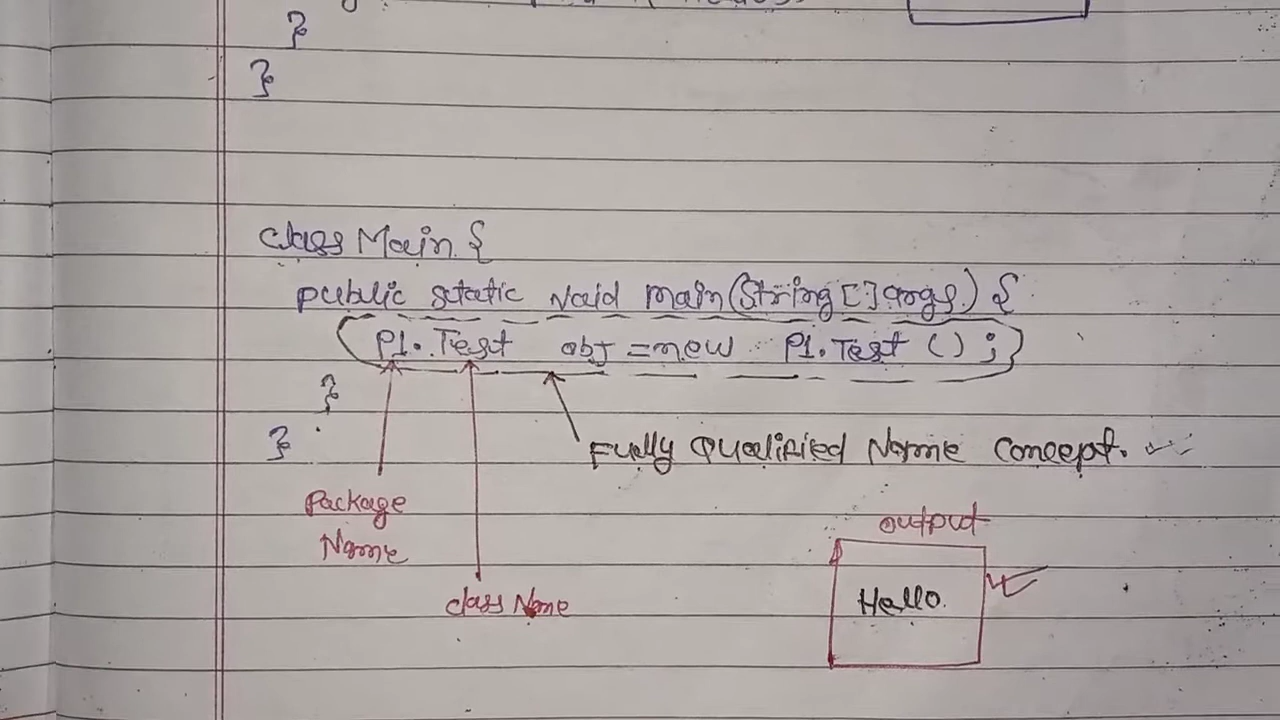 }
}
class Main {
public static void main(String[]args) {
P1.Test obj = new P1.Test () ;
}
}
Fully Qualified Name Concept.
Package
Name
class Name
output
Hello.